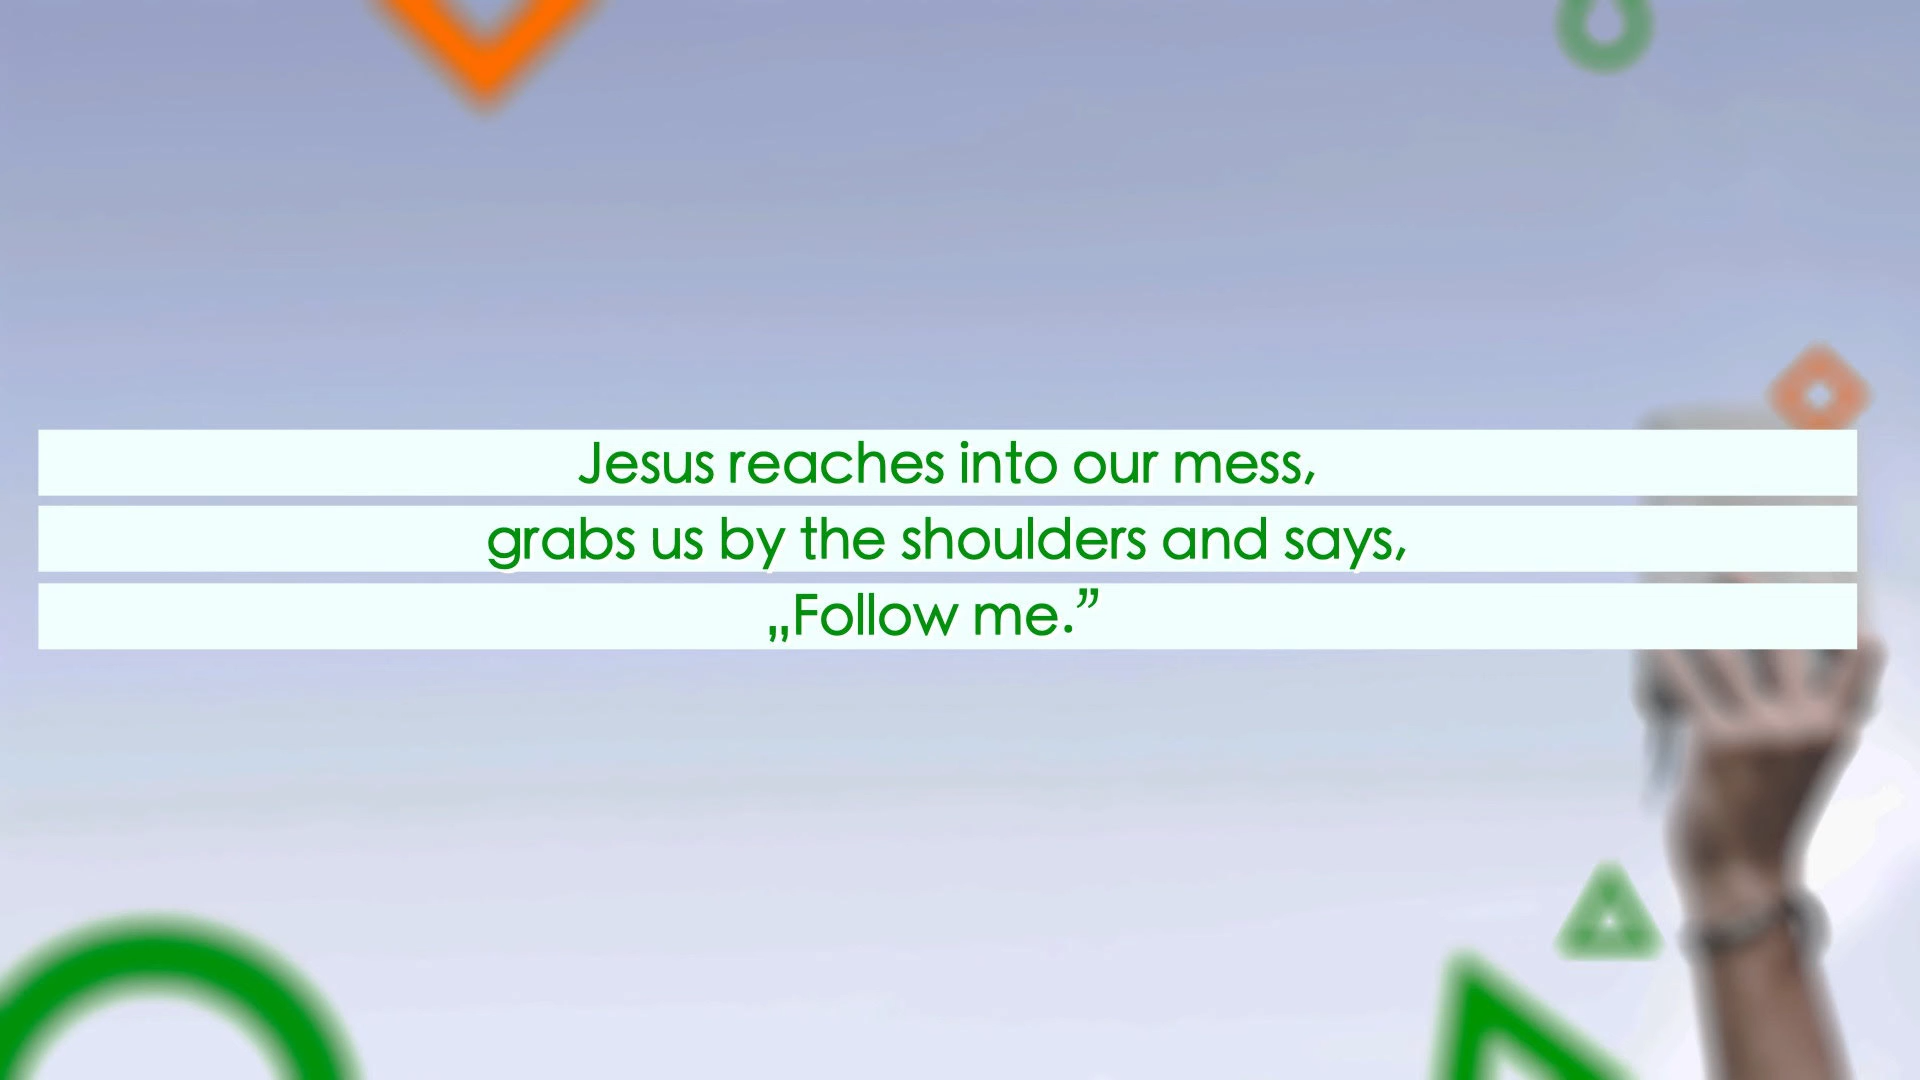 Jesus reaches into our mess,
grabs us by the shoulders and says,
„Follow me.”